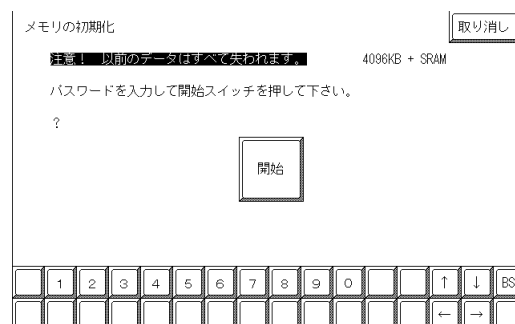 メモリの初期化 取り消し
注意！ 以前のデータはすべて失われます。 4096KB + SRAM
パスワードを入力して開始スイッチを押して下さい。
?
開始
1 2 3 4 5 6 7 8 9 0 ↑ ↓ BS
← →